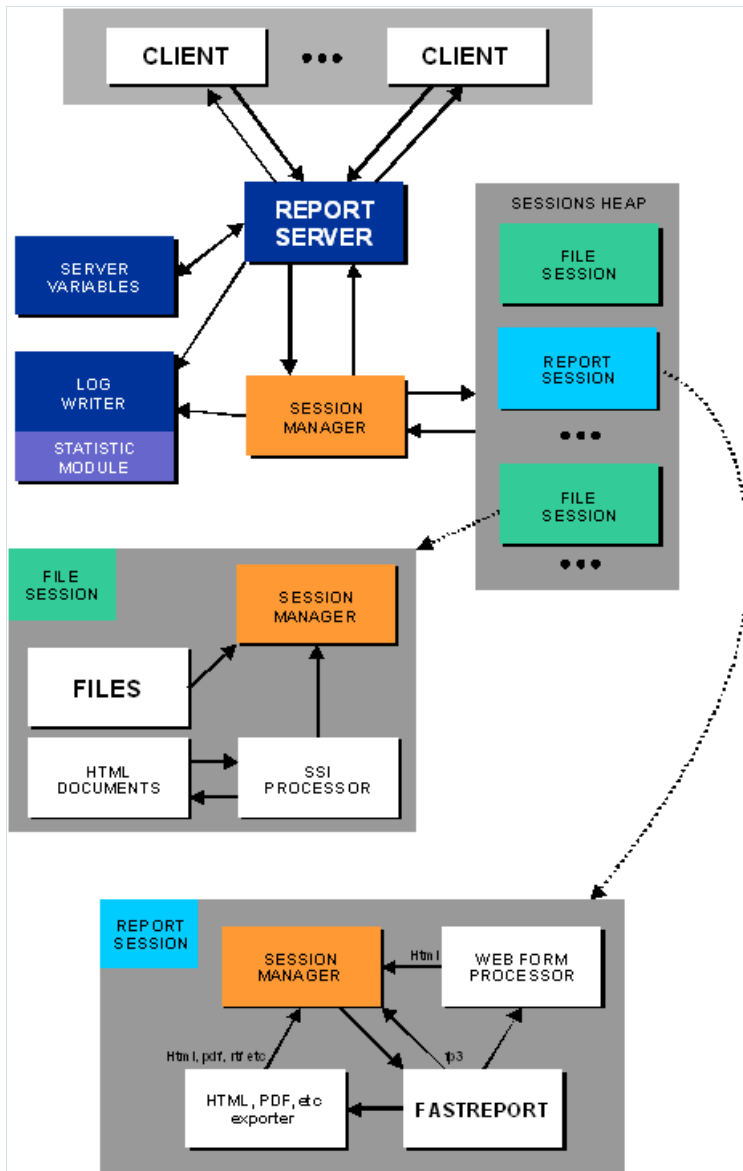 CLIENT
CLIENT
REPORT
SERVER
SESSIONS HEAP
FILE
SESSION
SERVER
VARIABLES
REPORT
SESSION
LOG
WRITER
STATISTIC
MODULE
SESSION
MANAGER
FILE
SESSION
FILE
SESSION
SESSION
MANAGER
FILES
HTML
DOCUMENTS
SSI
PROCESSOR
REPORT
SESSION
SESSION
MANAGER
Html
WEB FORM
PROCESSOR
Html, pdf, rtf etc
fp3
HTML, PDF, etc
exporter
FASTREPORT